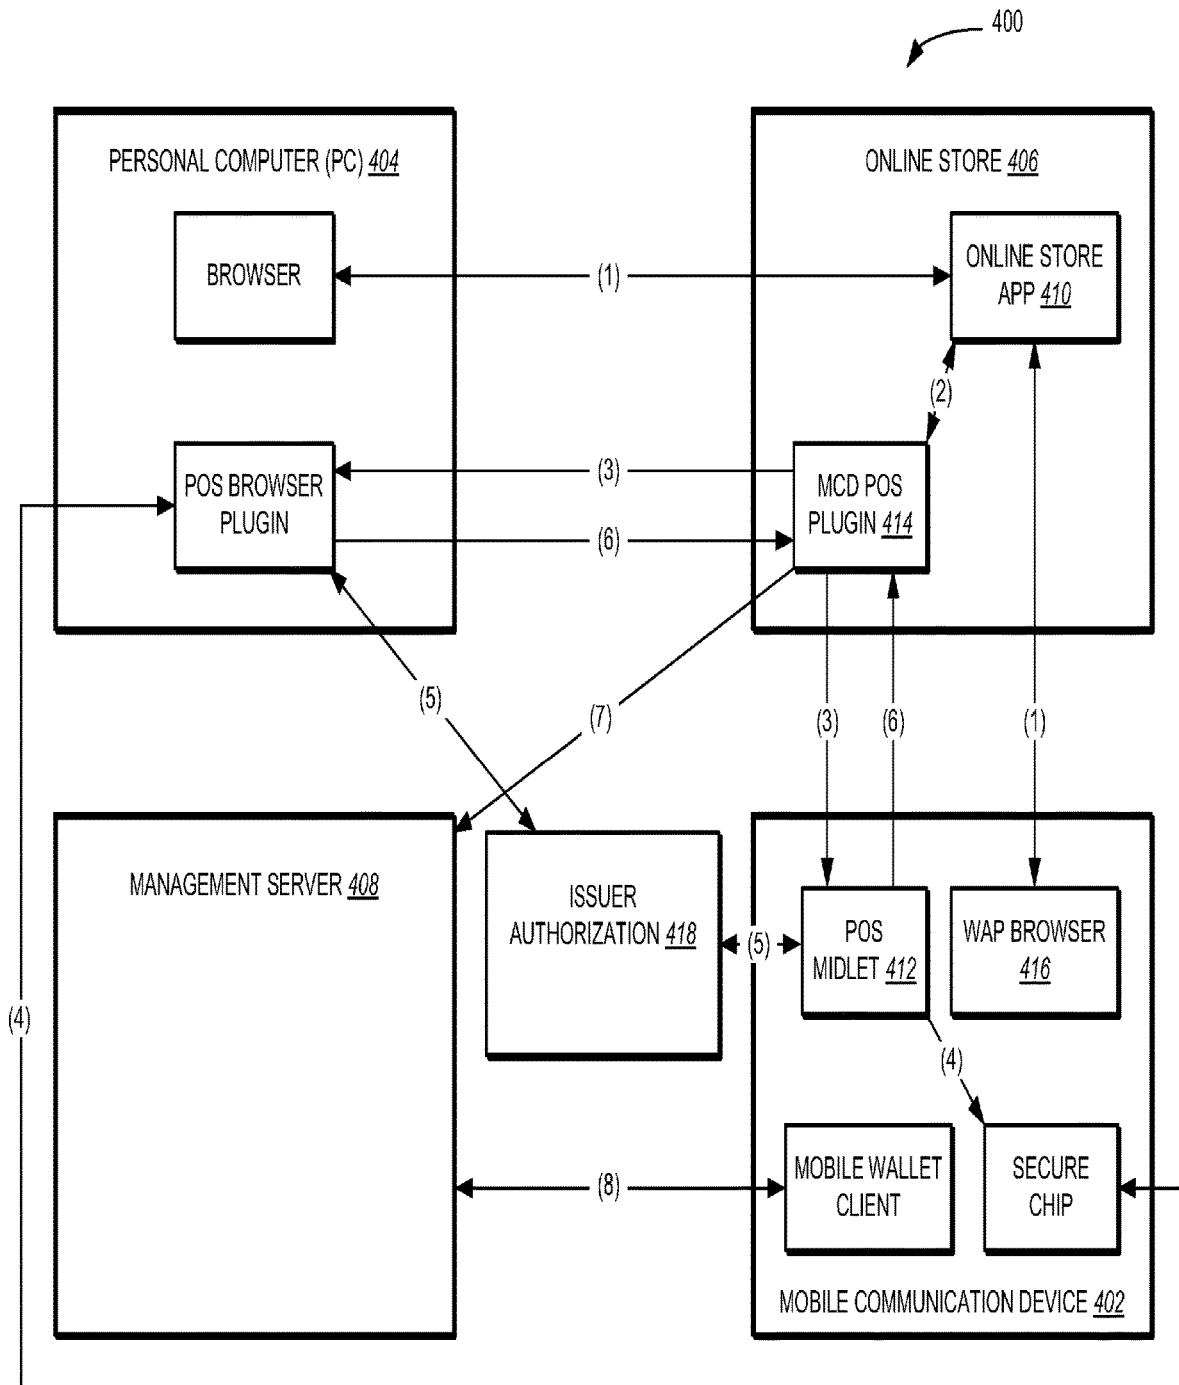 400
PERSONAL COMPUTER (PC) 404
ONLINE STORE 406
BROWSER
(1)
ONLINE STORE
APP 410
(2)
POS BROWSER
PLUGIN
(3)
(6)
MCD POS
PLUGIN 414
(5)
(7)
(3)
(6)
(1)
MANAGEMENT SERVER 408
ISSUER
AUTHORIZATION 418
(5)
POS
MIDLET 412
WAP BROWSER
416
(4)
(4)
(8)
MOBILE WALLET
CLIENT
SECURE
CHIP
MOBILE COMMUNICATION DEVICE 402